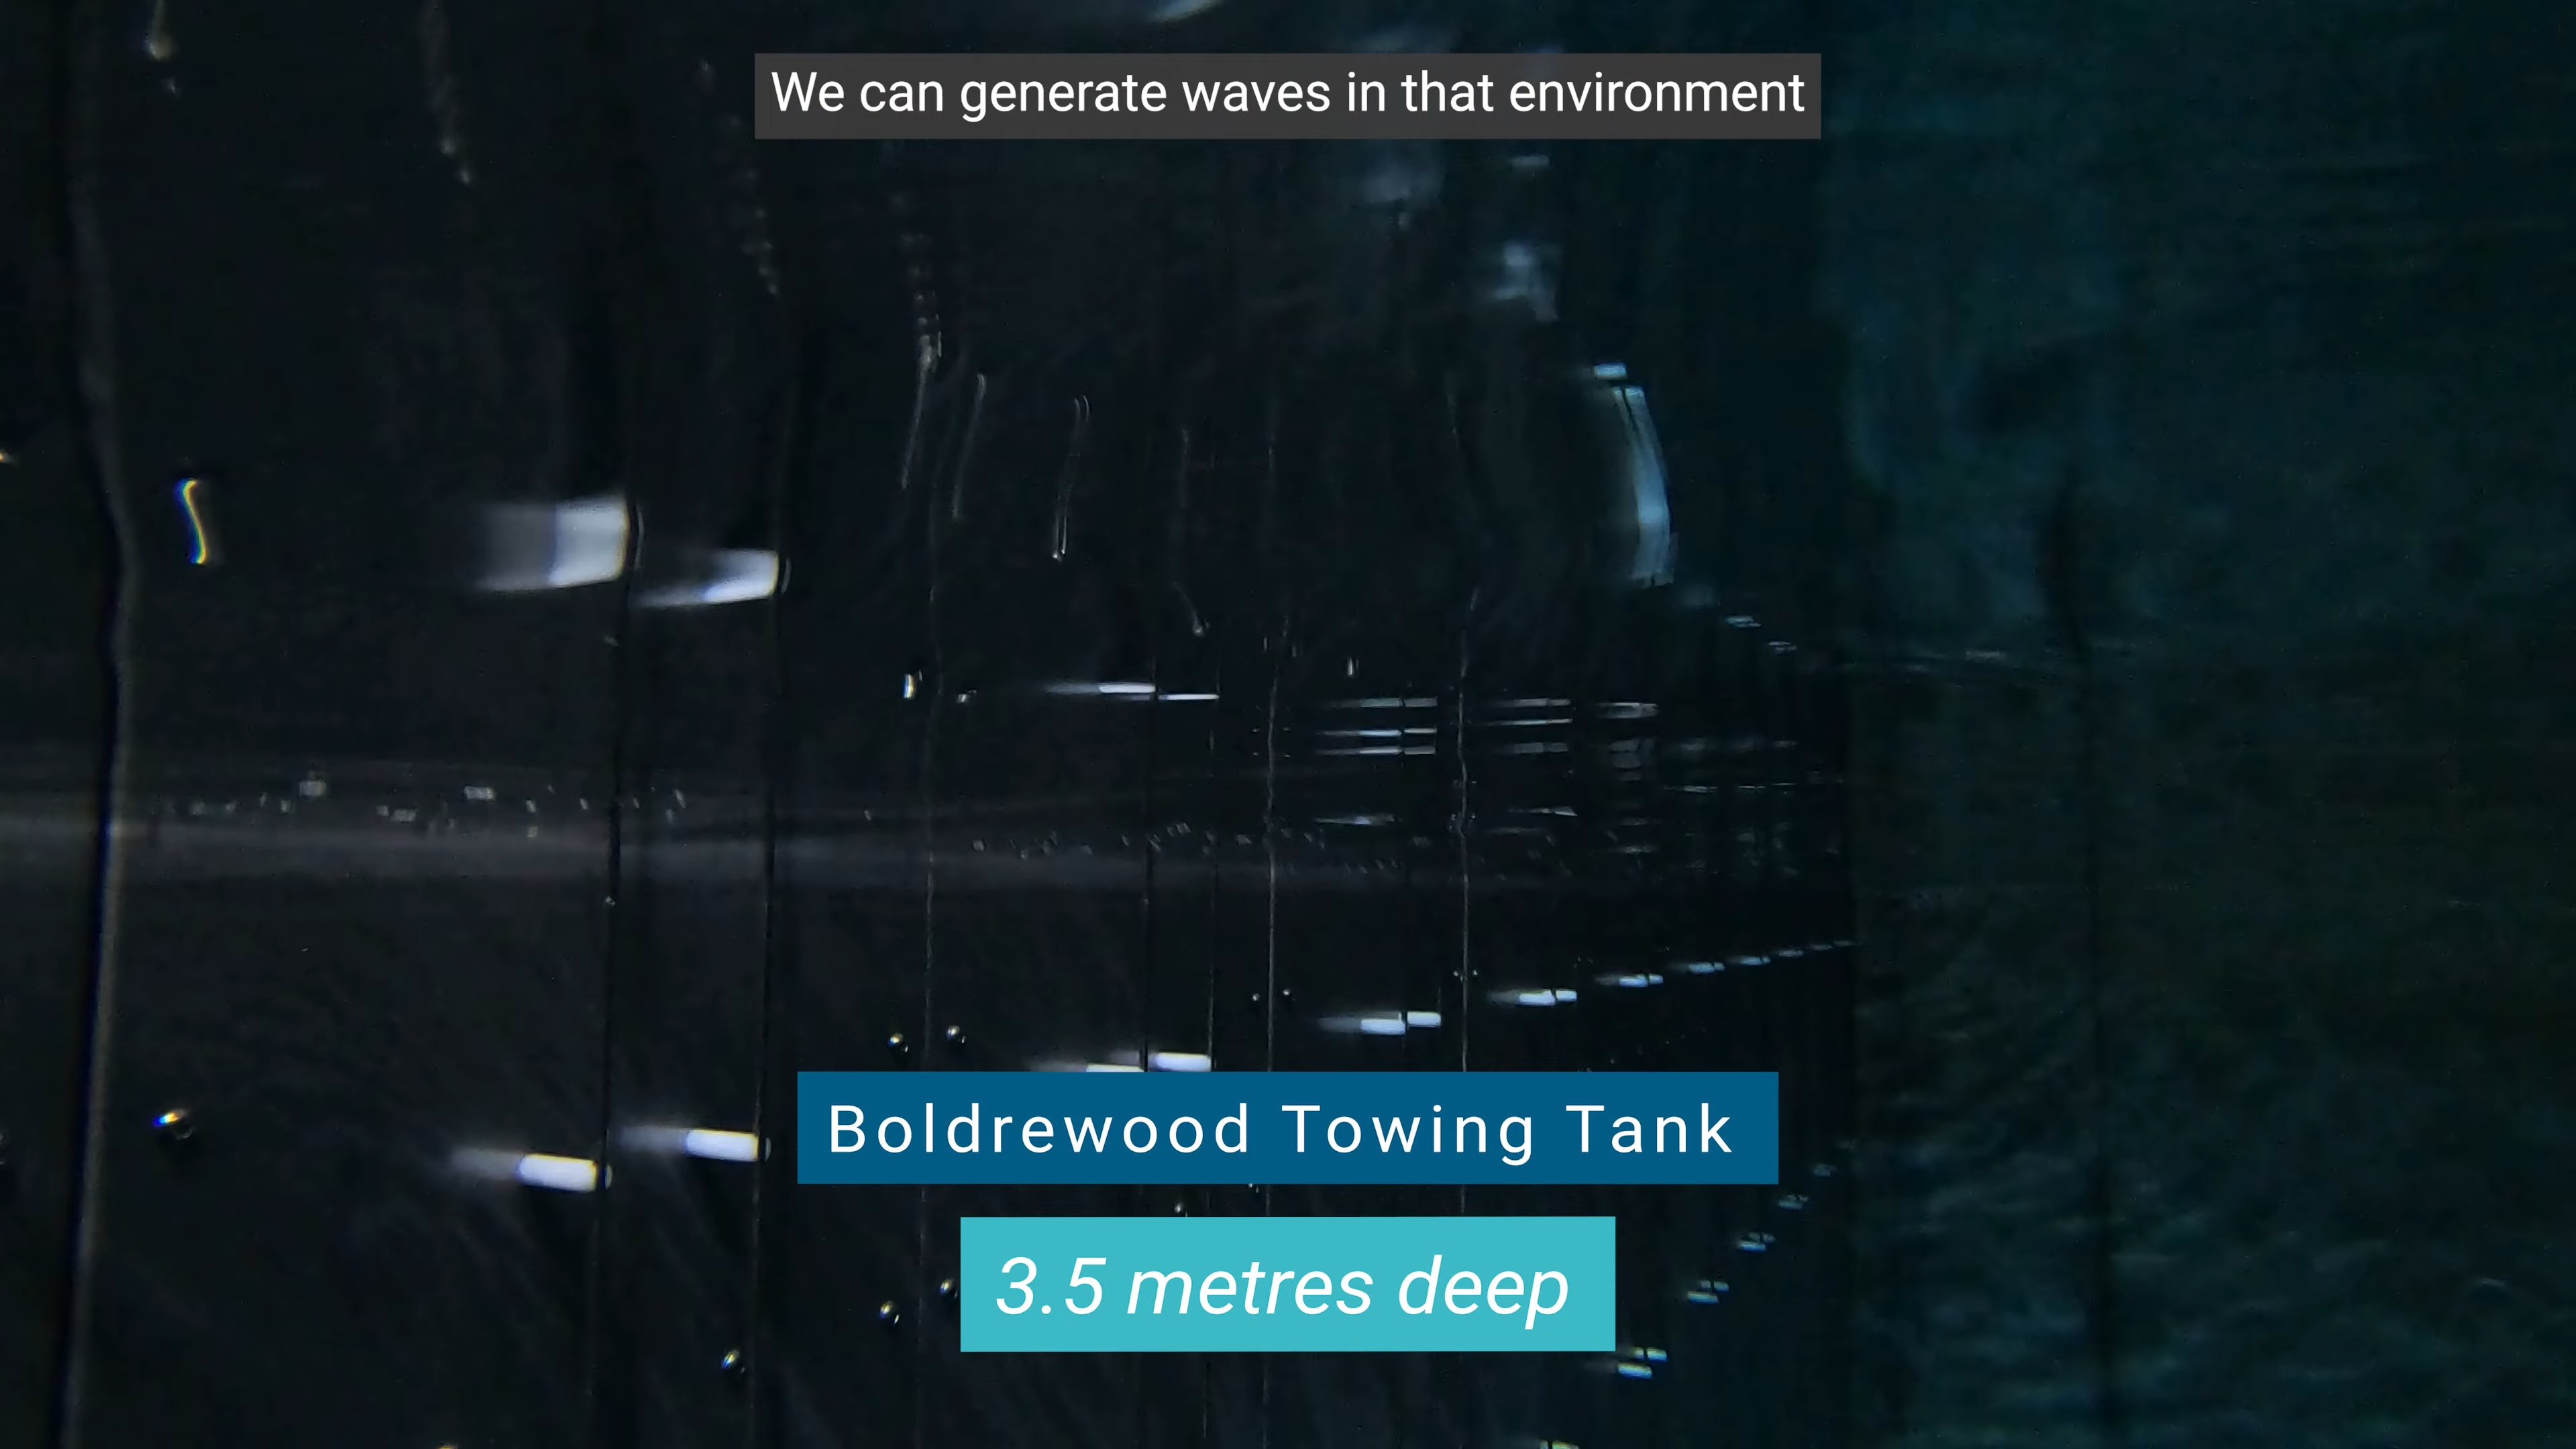 We can generate waves in that environment
Boldrewood Towing Tank
3.5 metres deep